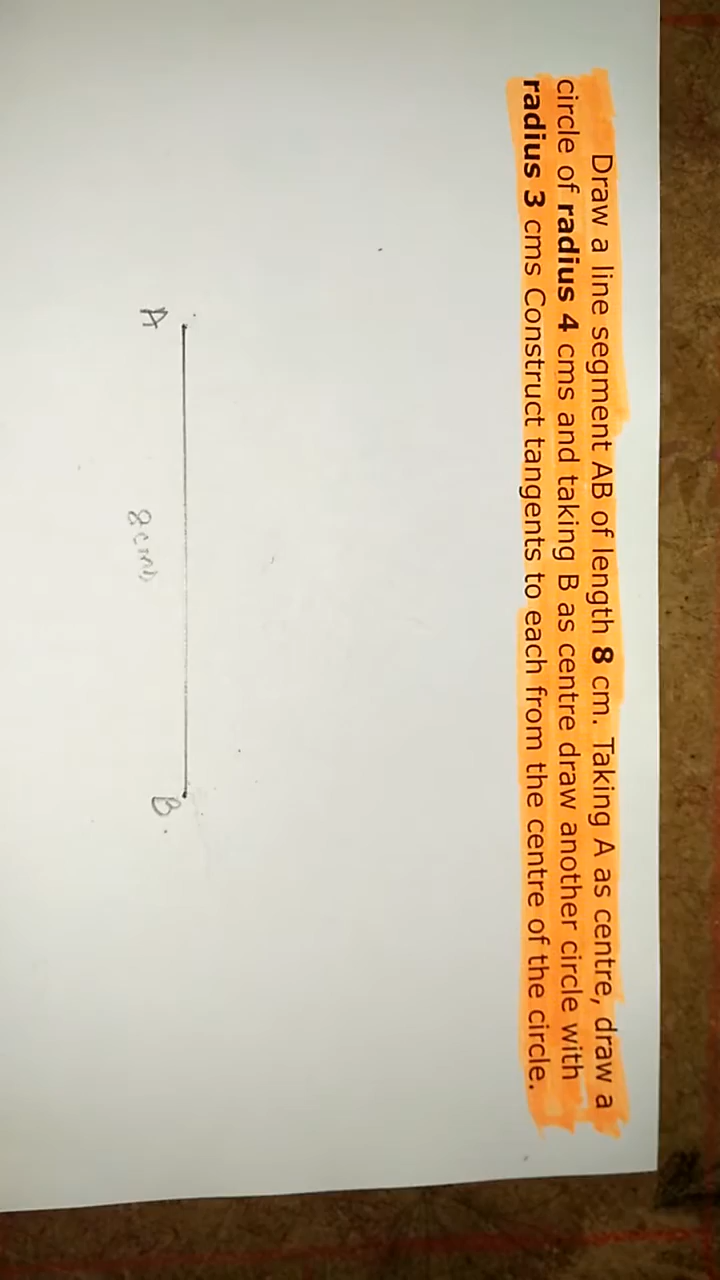 Draw a line segment AB of length 8 cm. Taking A as centre, draw a
circle of radius 4 cms and taking B as centre draw another circle with
radius 3 cms Construct tangents to each from the centre of the circle.
A
B
8cms